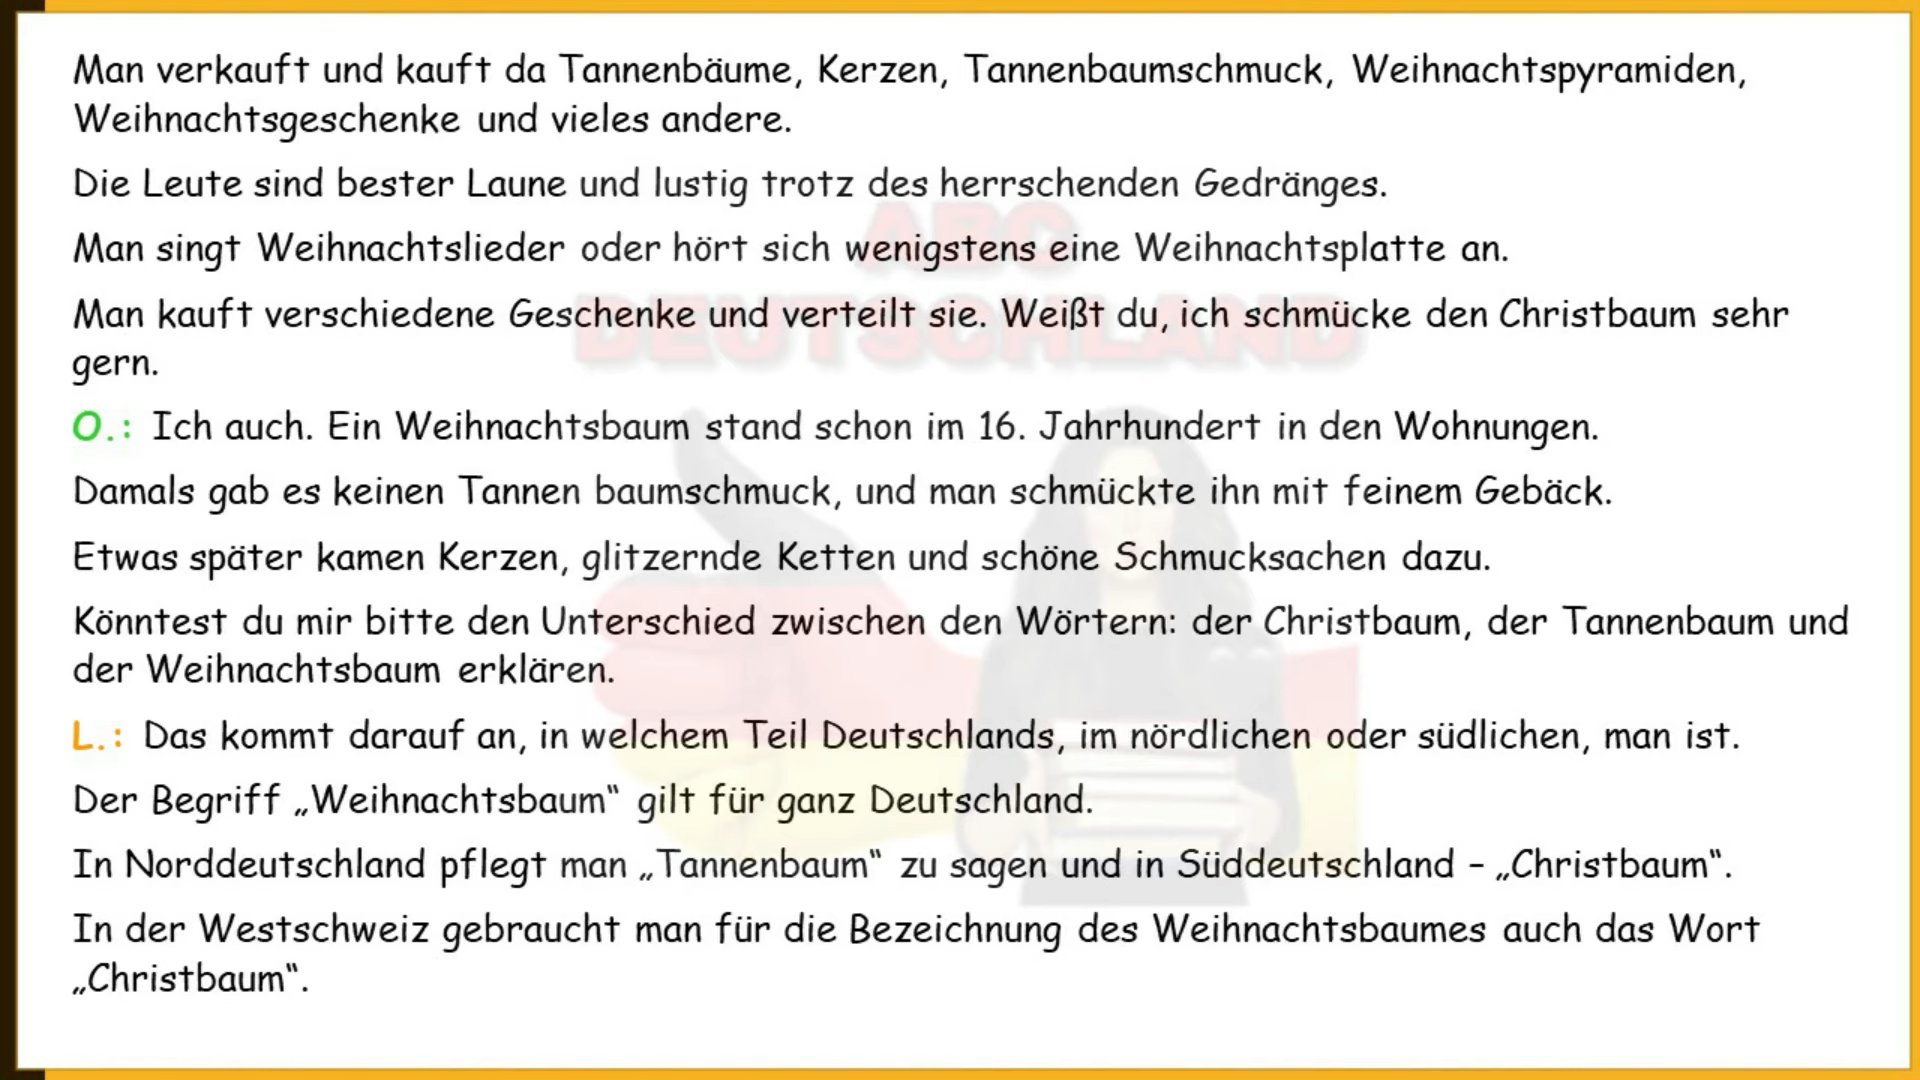 Man verkauft und kauft da Tannenbäume, Kerzen, Tannenbaumschmuck, Weihnachtspyramiden,
Weihnachtsgeschenke und vieles andere.
Die Leute sind bester Laune und lustig trotz des herrschenden Gedränges.
ABC
Man singt Weihnachtslieder oder hört sich wenigstens eine Weihnachtsplatte an.
DEUTSCHLAND
Man kauft verschiedene Geschenke und verteilt sie. Weißt du, ich schmücke den Christbaum sehr
gern.
O.: Ich auch. Ein Weihnachtsbaum stand schon im 16. Jahrhundert in den Wohnungen.
Damals gab es keinen Tannen baumschmuck, und man schmückte ihn mit feinem Gebäck.
Etwas später kamen Kerzen, glitzernde Ketten und schöne Schmucksachen dazu.
Könntest du mir bitte den Unterschied zwischen den Wörtern: der Christbaum, der Tannenbaum und
der Weihnachtsbaum erklären.
L.: Das kommt darauf an, in welchem Teil Deutschlands, im nördlichen oder südlichen, man ist.
Der Begriff „Weihnachtsbaum“ gilt für ganz Deutschland.
In Norddeutschland pflegt man „Tannenbaum“ zu sagen und in Süddeutschland – „Christbaum“.
In der Westschweiz gebraucht man für die Bezeichnung des Weihnachtsbaumes auch das Wort
„Christbaum“.